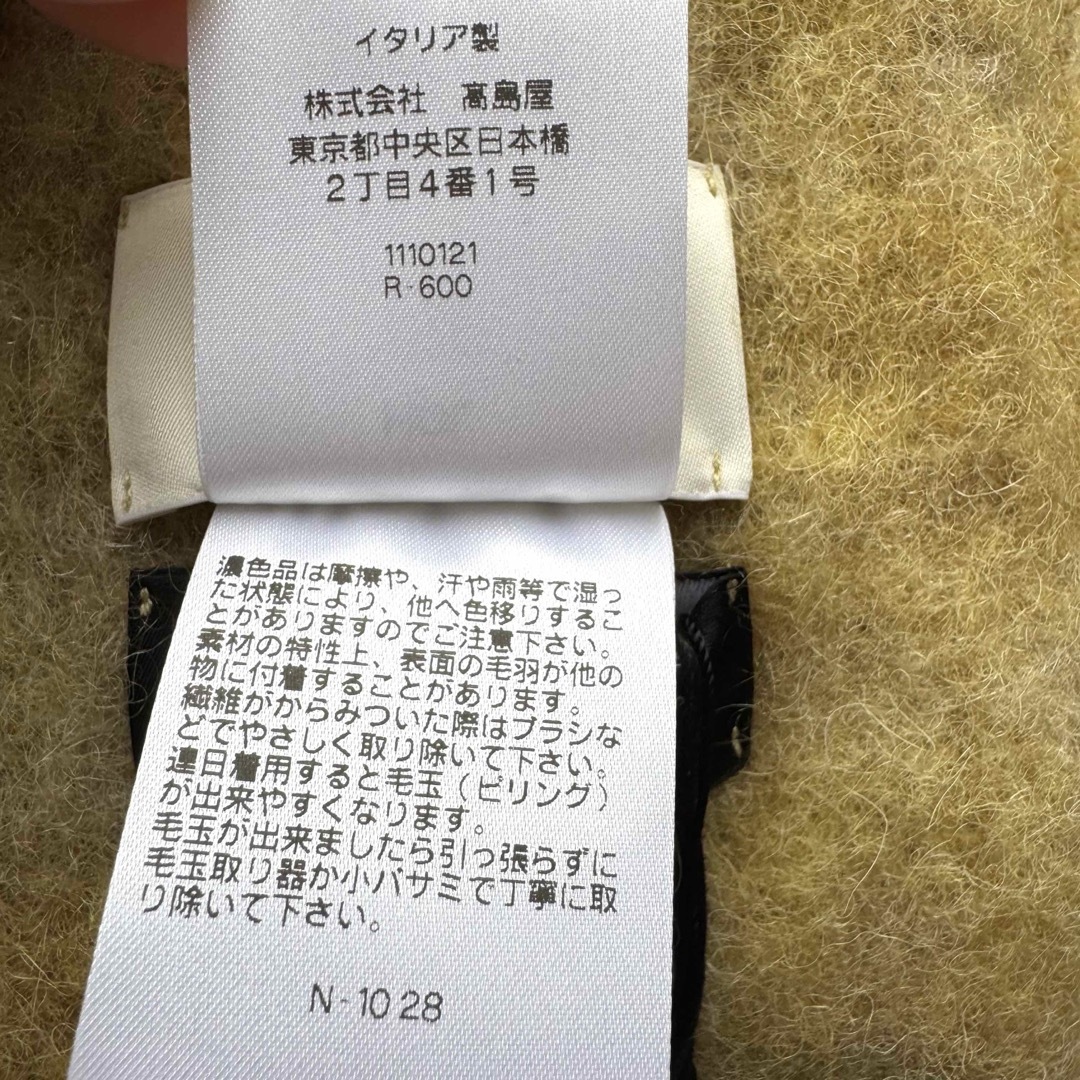 イタリア製
株式会社　高島屋
東京都中央区日本橋
2丁目4番1号
1110121
R-600
濃色品は摩擦や、汗や雨等で湿っ
た状態により、他へ色移りするこ
とがありますのでご注意下さい。
素材の特性上、表面の毛羽が他の
物に付着することがあります。
繊維がからみついた際はブラシな
どでやさしく取り除いて下さい。
連日着用すると毛玉(ピリング)
が出来やすくなります。
毛玉が出来ましたら引っ張らずに
毛玉取り器か小バサミで丁寧に取
り除いて下さい。
N-1028